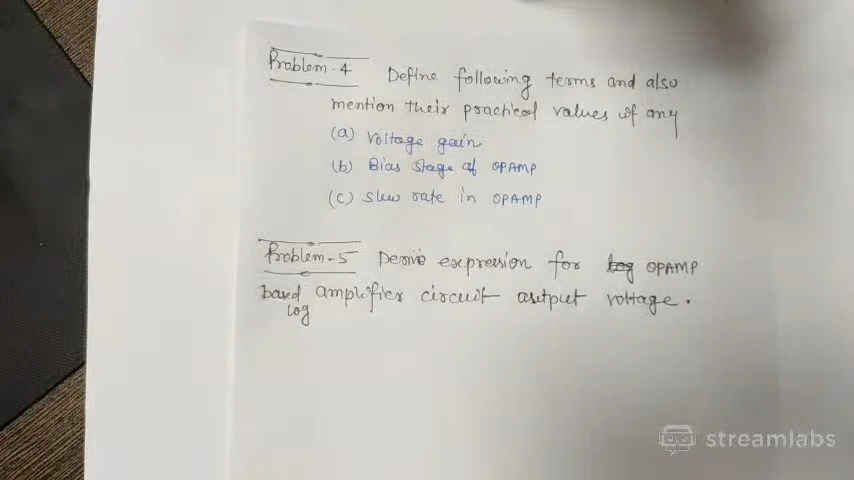 Problem-4 Define following terms and also
mention their practical values if any
(a) Voltage gain
(b) Bias stage of OPAMP
(c) Slew rate in OPAMP
Problem-5 Derive expression for OPAMP
based log amplifier circuit output voltage.
streamlabs